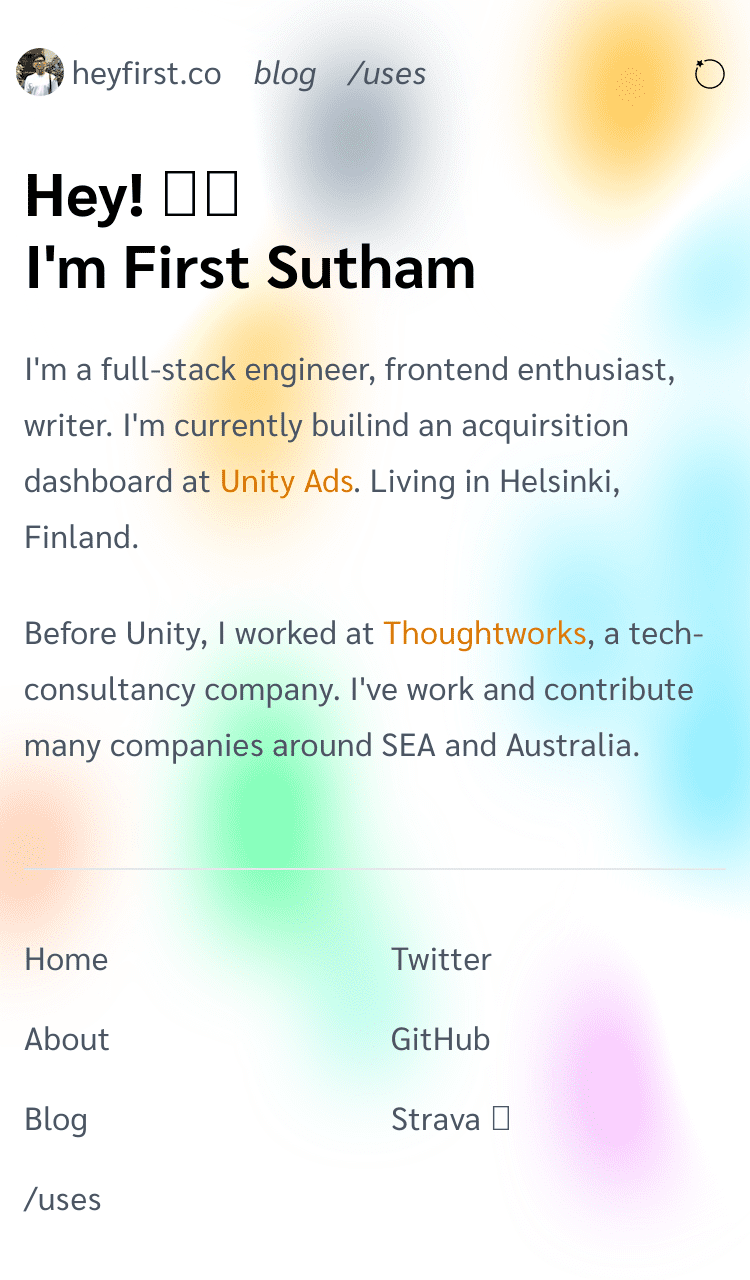 heyfirst.co blog /uses
Hey!
I'm First Sutham
I'm a full-stack engineer, frontend enthusiast,
writer. I'm currently builind an acquirsition
dashboard at Unity Ads. Living in Helsinki,
Finland.
Before Unity, I worked at Thoughtworks, a tech-
consultancy company. I've work and contribute
many companies around SEA and Australia.
Home
Twitter
About
GitHub
Blog
Strava
/uses